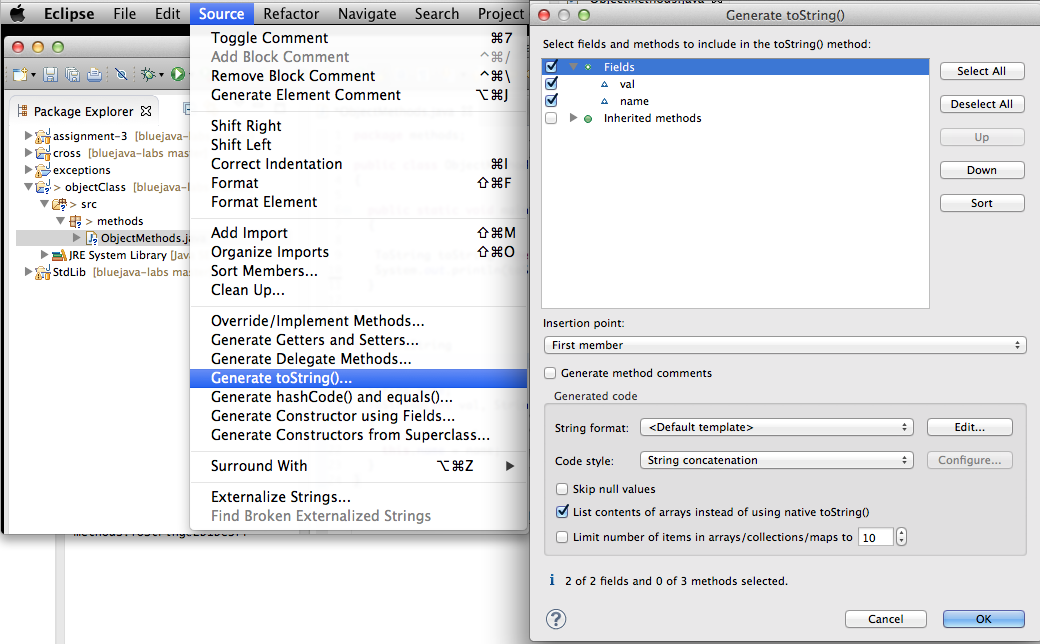 Eclipse File Edit Source Refactor Navigate Search Project
Package Explorer
assignment-3 [bluejava-labs mas
cross [bluejava-labs mas
exceptions
> objectClass [bluejava-
> src
> methods
ObjectMethods.ja
JRE System Library [Jav
StdLib [bluejava-labs mas
Toggle Comment ⌘7
Add Block Comment ^⌘/
Remove Block Comment ^⌘\
Generate Element Comment ⌥⌘J
Shift Right
Shift Left
Correct Indentation ⌘I
Format ⇧⌘F
Format Element
Add Import ⇧⌘M
Organize Imports ⇧⌘O
Sort Members...
Clean Up...
Override/Implement Methods...
Generate Getters and Setters...
Generate Delegate Methods...
Generate toString()...
Generate hashCode() and equals()...
Generate Constructor using Fields...
Generate Constructors from Superclass...
Surround With ⌥⌘Z
Externalize Strings...
Find Broken Externalized Strings
Generate toString()
Select fields and methods to include in the toString() method:
Fields
val
name
Inherited methods
Select All
Deselect All
Up
Down
Sort
Insertion point:
First member
Generate method comments
Generated code
String format: <Default template> Edit...
Code style: String concatenation Configure...
Skip null values
List contents of arrays instead of using native toString()
Limit number of items in arrays/collections/maps to 10
i 2 of 2 fields and 0 of 3 methods selected.
? Cancel OK